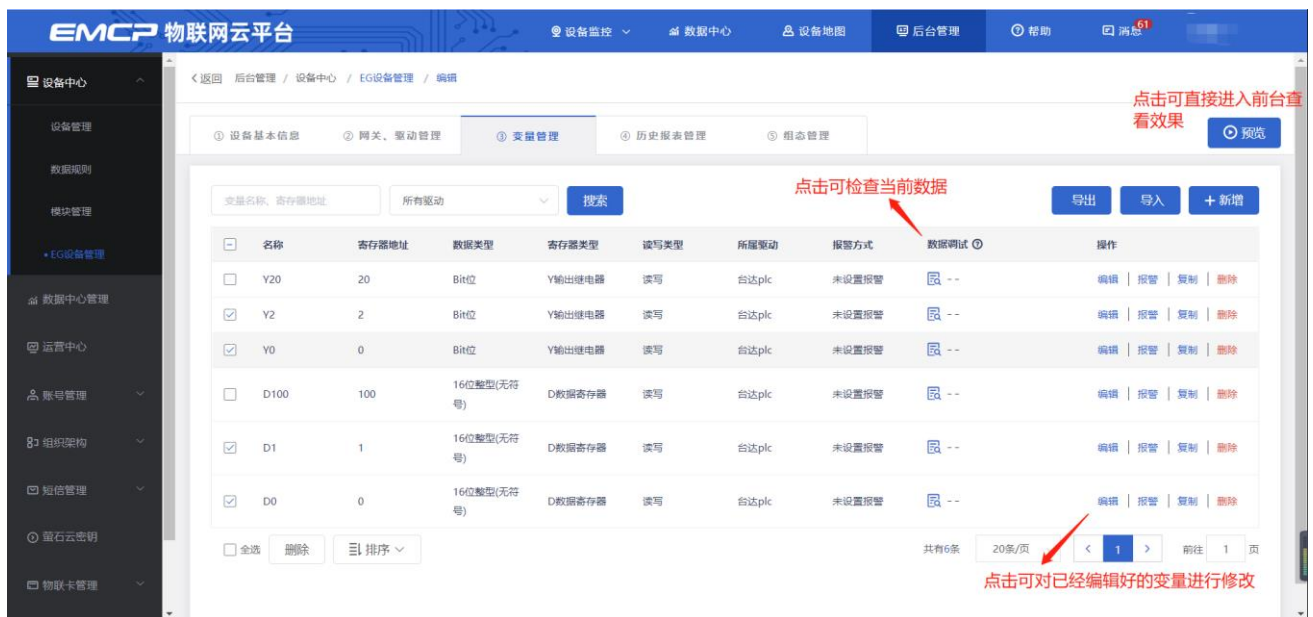 EMCP 物联网云平台
设备监控 数据中心 设备地图 后台管理 帮助 消息 61
设备中心
设备管理
数据规则
模块管理
•EG设备管理
数据中心管理
运营中心
账号管理
组织架构
短信管理
萤石云密钥
物联卡管理
<返回 后台管理 / 设备中心 / EG设备管理 / 编辑
点击可直接进入前台查
看效果
预览
① 设备基本信息 ② 网关、驱动管理 ③ 变量管理 ④ 历史报表管理 ⑤ 组态管理
点击可检查当前数据
变量名称、寄存器地址 所有驱动 搜索 导出 导入 + 新增
名称 寄存器地址 数据类型 寄存器类型 读写类型 所属驱动 报警方式 数据调试 操作
Y20 20 Bit位 Y输出继电器 读写 台达plc 未设置报警 -- 编辑 | 报警 | 复制 | 删除
Y2 2 Bit位 Y输出继电器 读写 台达plc 未设置报警 -- 编辑 | 报警 | 复制 | 删除
Y0 0 Bit位 Y输出继电器 读写 台达plc 未设置报警 -- 编辑 | 报警 | 复制 | 删除
D100 100 16位整型(无符
号) D数据寄存器 读写 台达plc 未设置报警 -- 编辑 | 报警 | 复制 | 删除
D1 1 16位整型(无符
号) D数据寄存器 读写 台达plc 未设置报警 -- 编辑 | 报警 | 复制 | 删除
D0 0 16位整型(无符
号) D数据寄存器 读写 台达plc 未设置报警 -- 编辑 | 报警 | 复制 | 删除
全选 删除 排序 共有6条 20条/页 < 1 > 前往 1 页
点击可对已经编辑好的变量进行修改